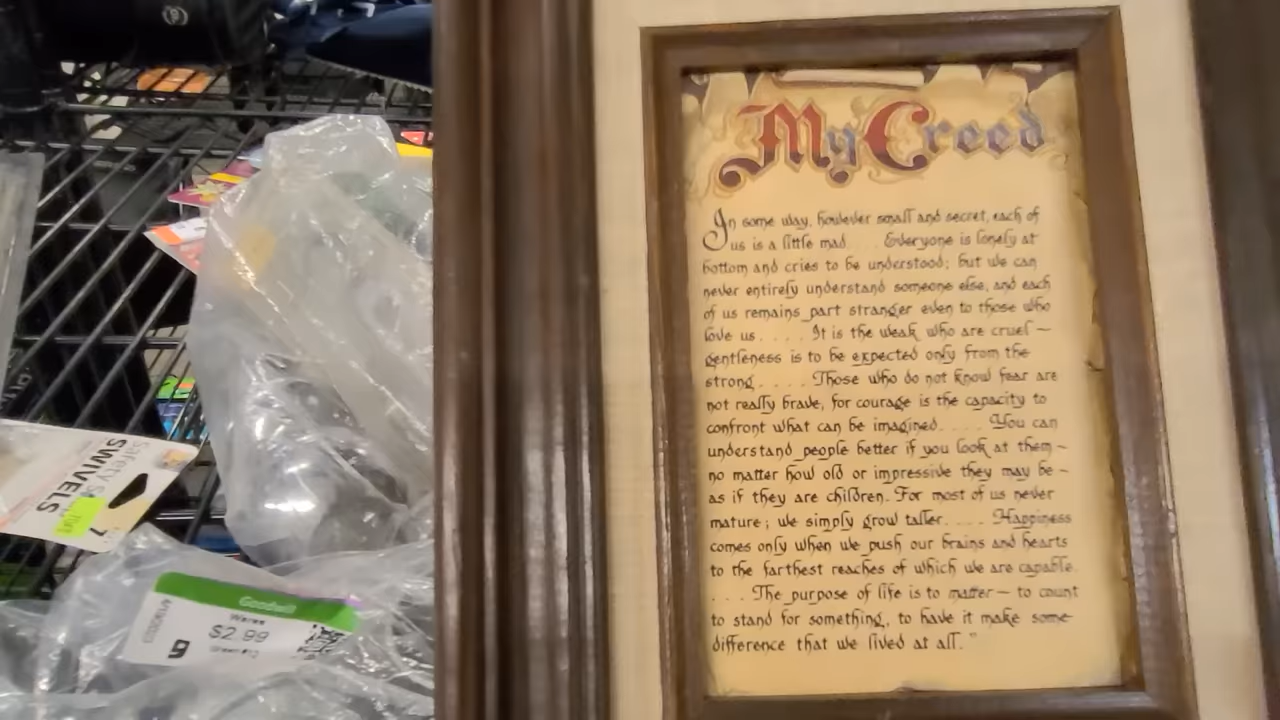 My Creed
In some way, however small and secret, each of
us is a little mad . . . . Everyone is lonely at
bottom and cries to be understood; but we can
never entirely understand someone else, and each
of us remains part stranger even to those who
love us . . . . It is the weak who are cruel —
gentleness is to be expected only from the
strong . . . . Those who do not know fear are
not really brave, for courage is the capacity to
confront what can be imagined. . . . You can
understand people better if you look at them —
no matter how old or impressive they may be —
as if they are children. For most of us never
mature; we simply grow taller. . . . Happiness
comes only when we push our brains and hearts
to the farthest reaches of which we are capable.
. . . The purpose of life is to matter — to count
to stand for something, to have it make some-
difference that we lived at all."
SWIVELS
7
Goodwill
Wares
$2.99